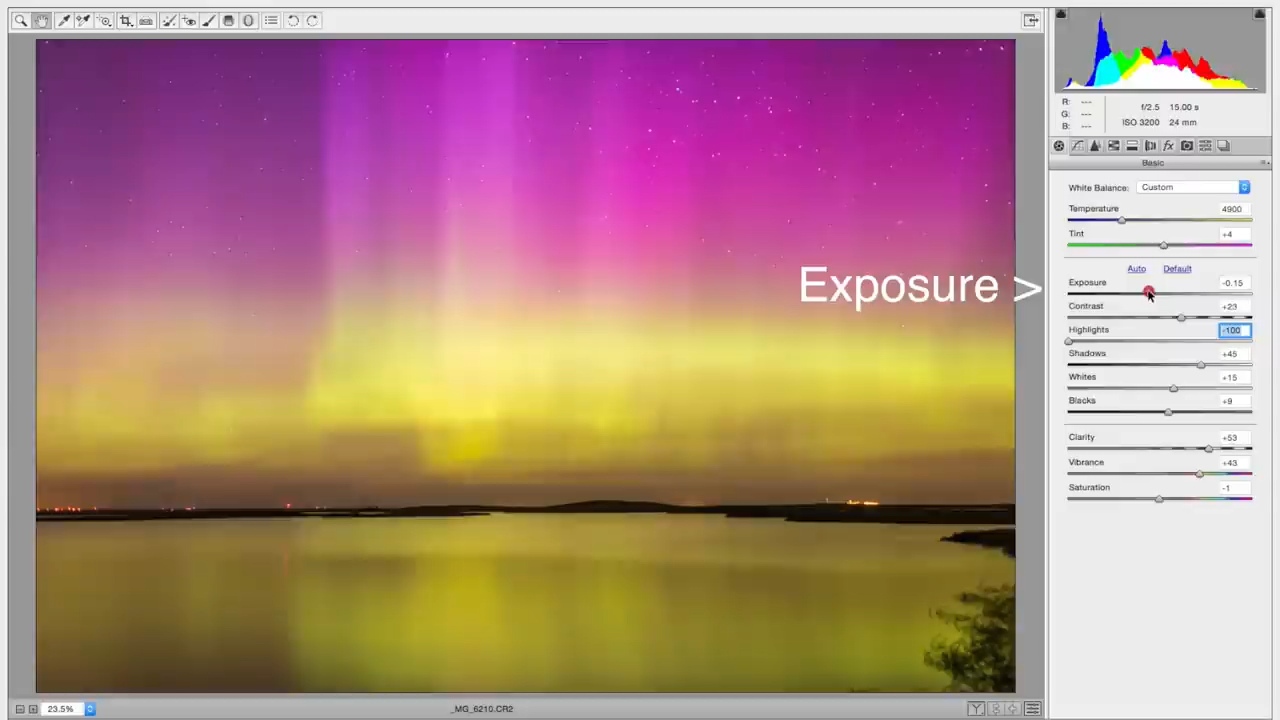 R: ---
G: ---
B: ---
f/2.5 15.00 s
ISO 3200 24 mm
Basic
White Balance: Custom
Temperature 4900
Tint +4
Auto Default
Exposure >
Exposure -0.15
Contrast +23
Highlights -100
Shadows +45
Whites +15
Blacks +9
Clarity +53
Vibrance +43
Saturation -1
23.5% _MG_6210.CR2